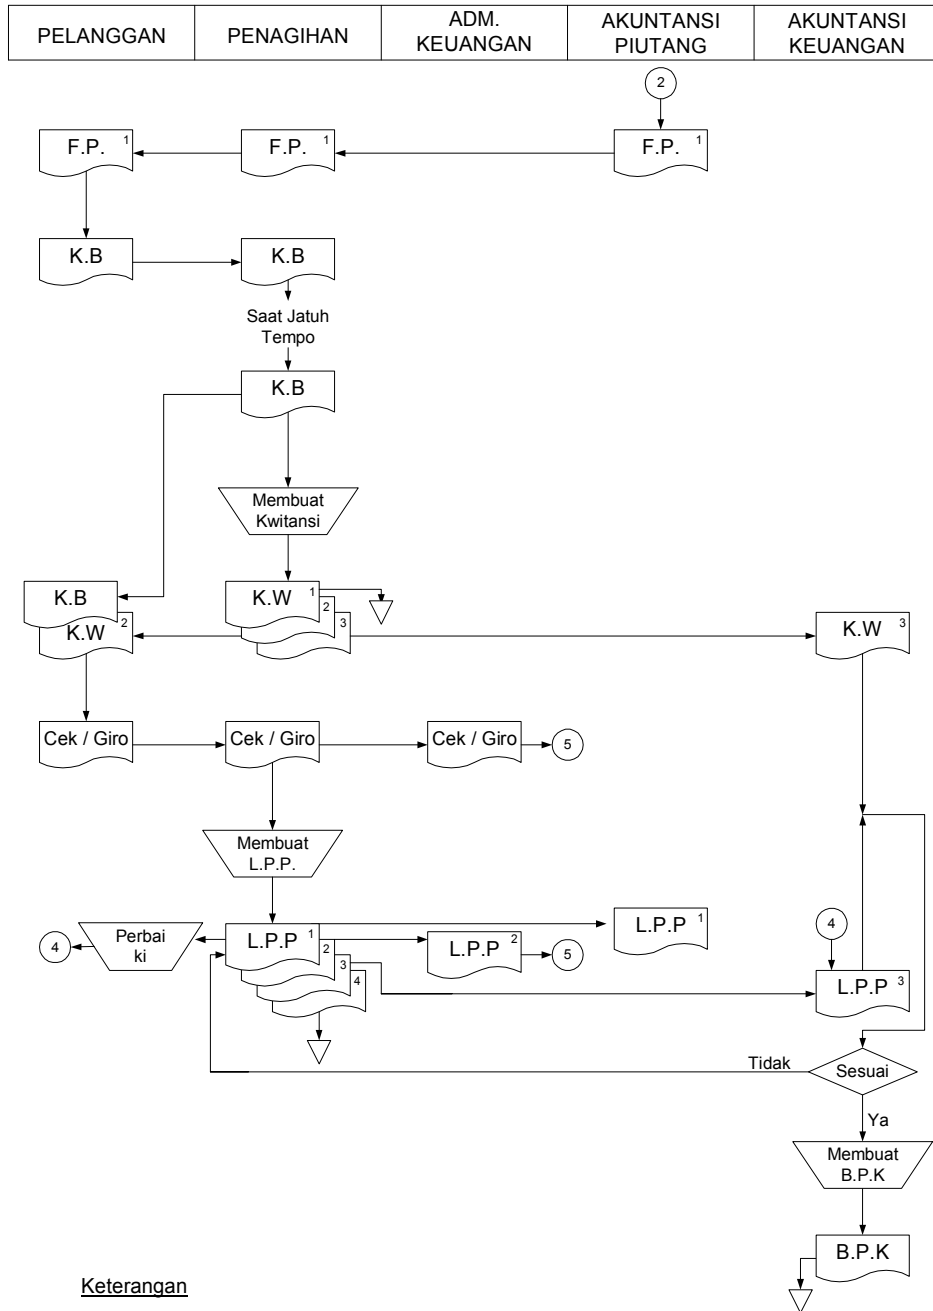 PELANGGAN
PENAGIHAN
ADM.
KEUANGAN
AKUNTANSI
PIUTANG
AKUNTANSI
KEUANGAN
2
F.P. 1
F.P. 1
F.P. 1
K.B
K.B
Saat Jatuh
Tempo
K.B
Membuat
Kwitansi
K.B
K.W 2
K.W 1
2
3
K.W 3
Cek / Giro
Cek / Giro
Cek / Giro
5
Membuat
L.P.P.
4
Perbai
ki
L.P.P 1
2
3
4
L.P.P 2
5
L.P.P 1
4
L.P.P 3
Tidak
Sesuai
Ya
Membuat
B.P.K
B.P.K
Keterangan